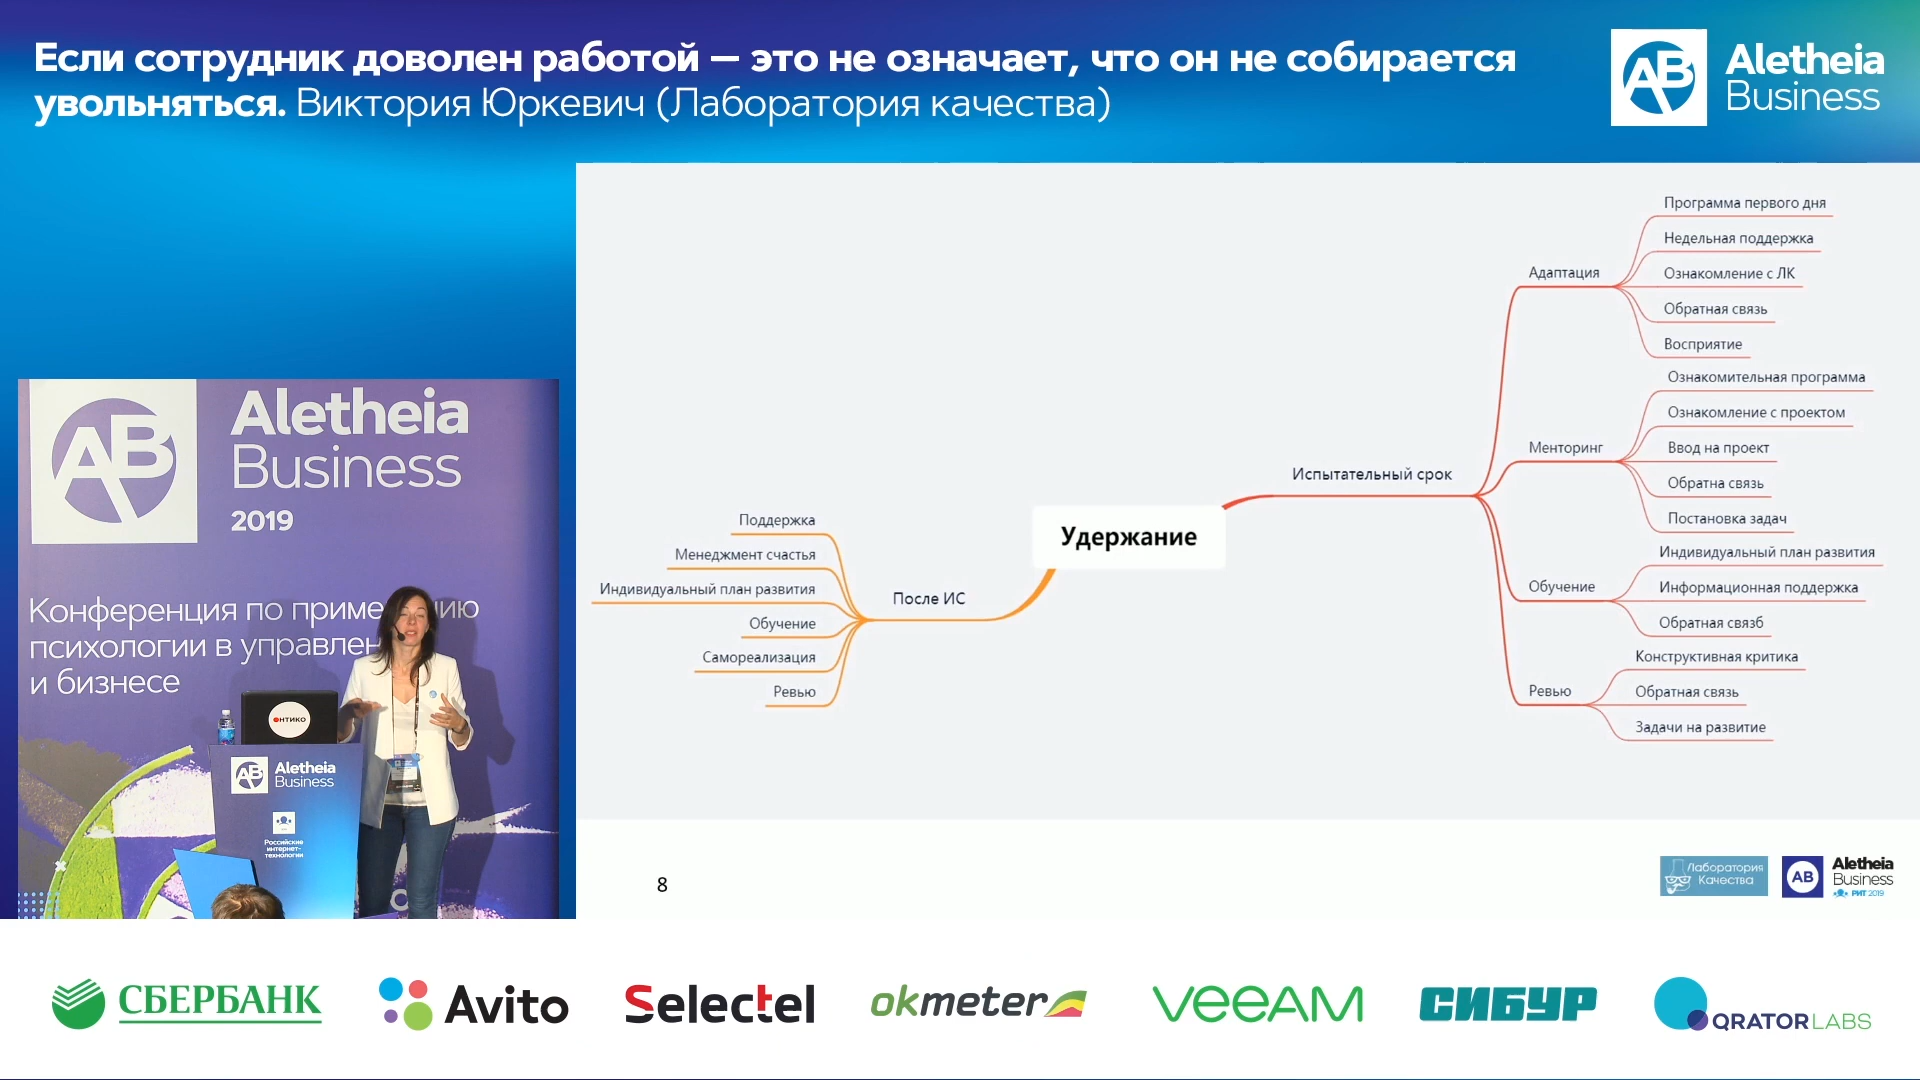 Если сотрудник доволен работой — это не означает, что он не собирается
увольняться. Виктория Юркевич (Лаборатория качества)
AB
Aletheia
Business
Программа первого дня
Недельная поддержка
Адаптация
Ознакомление с ЛК
Обратная связь
Восприятие
Ознакомительная программа
Ознакомление с проектом
Менторинг
Ввод на проект
Обратна связь
Постановка задач
Испытательный срок
Индивидуальный план развития
Обучение
Информационная поддержка
Обратная связб
Конструктивная критика
Ревью
Обратная связь
Задачи на развитие
Удержание
После ИС
Поддержка
Менеджмент счастья
Индивидуальный план развития
Обучение
Самореализация
Ревью
8
Лаборатория
Качества
AB
Aletheia
Business
РИТ 2019
AB
Aletheia
Business
2019
Конференция по приме нию
психологии в управлен
и бизнесе
ОНТИКО
AB
Aletheia
Business
Российские
интернет-
технологии
СБЕРБАНК
Avito
Selectel
okmeter
veeAM
СИБУР
QRATOR LABS